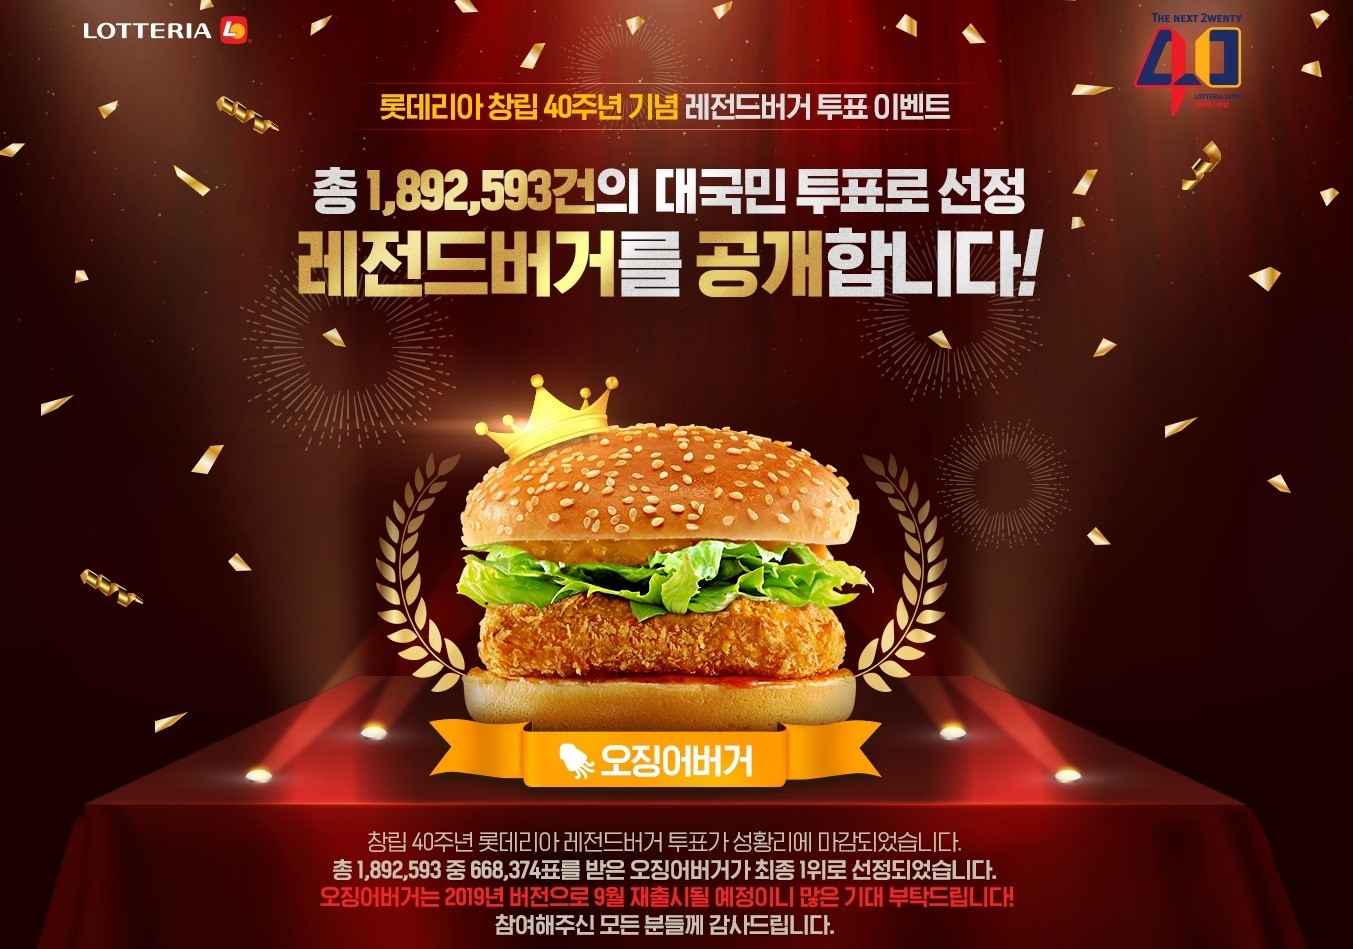 LOTTERIA
THE NEXT 2WENTY
40
롯데리아 창립 40주년 기념 레전드버거 투표 이벤트
총 1,892,593건의 대국민 투표로 선정
레전드버거를 공개합니다!
오징어버거
창립 40주년 롯데리아 레전드버거 투표가 성황리에 마감되었습니다.
총 1,892,593 중 668,374표를 받은 오징어버거가 최종 1위로 선정되었습니다.
오징어버거는 2019년 버전으로 9월 재출시될 예정이니 많은 기대 부탁드립니다!
참여해주신 모든 분들께 감사드립니다.